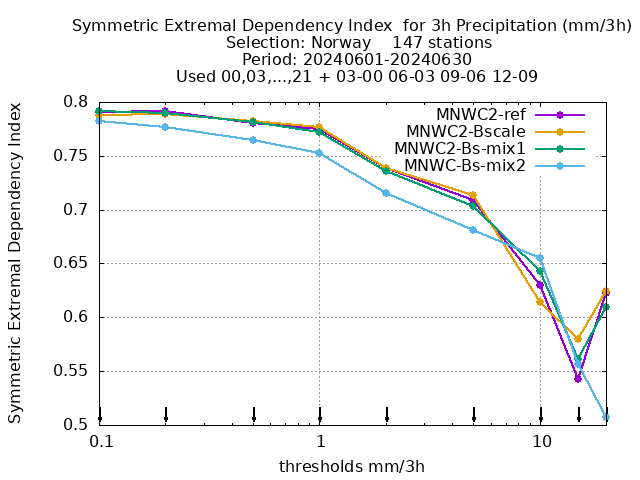 Symmetric Extremal Dependency Index  for 3h Precipitation (mm/3h)
Selection: Norway    147 stations
Period: 20240601-20240630
Used 00,03,...,21 + 03-00 06-03 09-06 12-09
Symmetric Extremal Dependency Index
0.8
0.75
0.7
0.65
0.6
0.55
0.5
MNWC2-ref
MNWC2-Bscale
MNWC2-Bs-mix1
MNWC-Bs-mix2
0.1
1
10
thresholds mm/3h